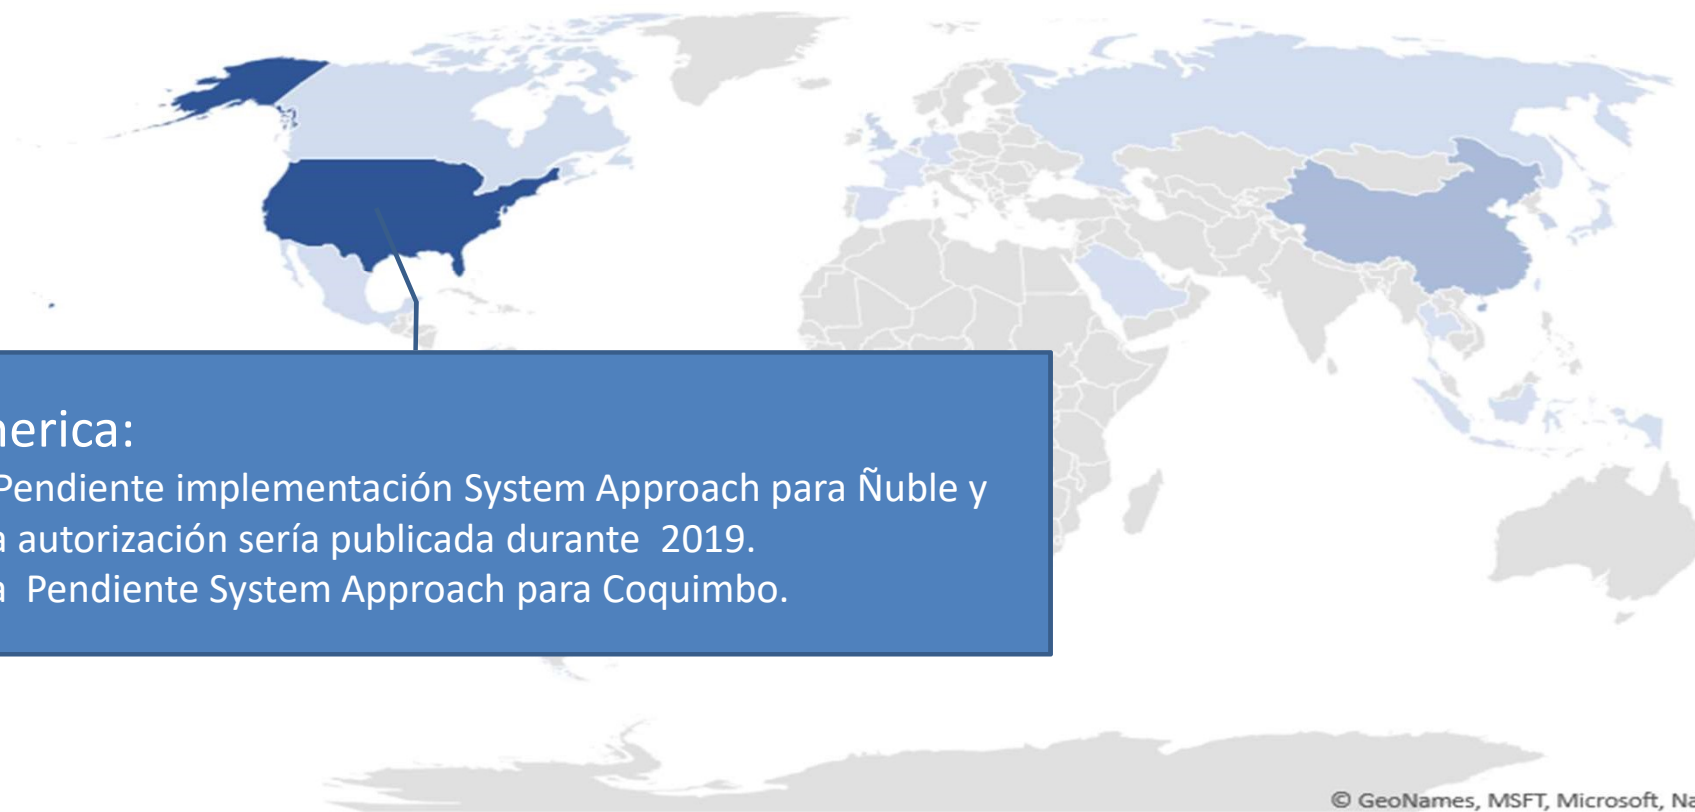 nerica:
Pendiente implementación System Approach para Ñuble y
a autorización sería publicada durante 2019.
a Pendiente System Approach para Coquimbo.
© GeoNames, MSFT, Microsoft, Na